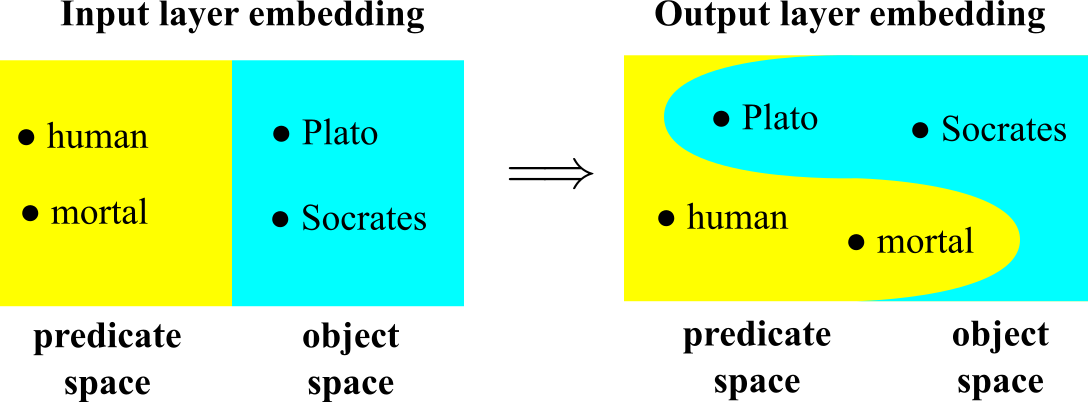 Input layer embedding
human
mortal
Plato
Socrates
predicate
space
object
space
Output layer embedding
Plato
Socrates
human
mortal
predicate
space
object
space